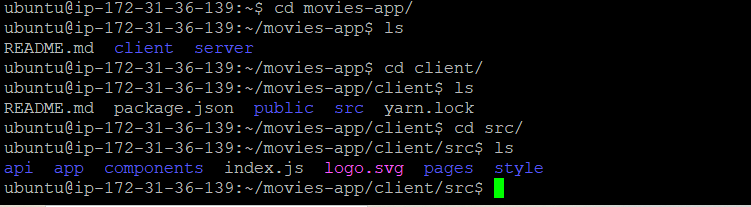 ubuntu@ip-172-31-36-139:~$ cd movies-app/
ubuntu@ip-172-31-36-139:~/movies-app$ ls
README.md  client  server
ubuntu@ip-172-31-36-139:~/movies-app$ cd client/
ubuntu@ip-172-31-36-139:~/movies-app/client$ ls
README.md  package.json  public  src  yarn.lock
ubuntu@ip-172-31-36-139:~/movies-app/client$ cd src/
ubuntu@ip-172-31-36-139:~/movies-app/client/src$ ls
api  app  components  index.js  logo.svg  pages  style
ubuntu@ip-172-31-36-139:~/movies-app/client/src$